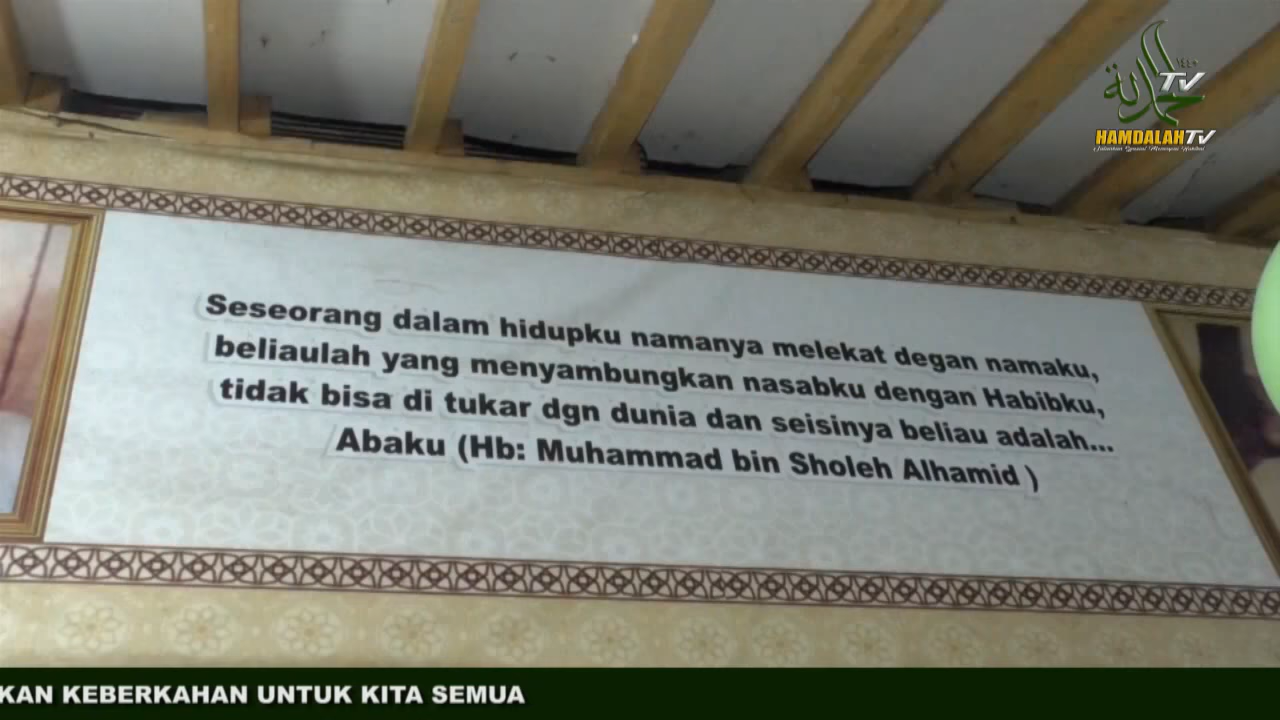 TV
HAMDALAHTV
Seseorang dalam hidupku namanya melekat degan namaku,
beliaulah yang menyambungkan nasabku dengan Habibku,
tidak bisa di tukar dgn dunia dan seisinya beliau adalah...
Abaku (Hb: Muhammad bin Sholeh Alhamid )
KAN KEBERKAHAN UNTUK KITA SEMUA